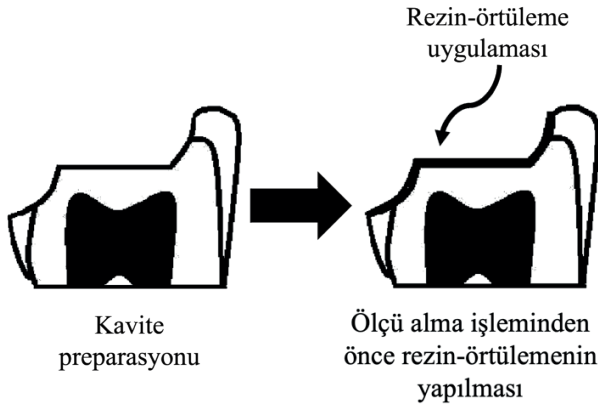 Rezin-örtüleme
uygulaması
Kavite
preparasyonu
Ölçü alma işleminden
önce rezin-örtülemenin
yapılması